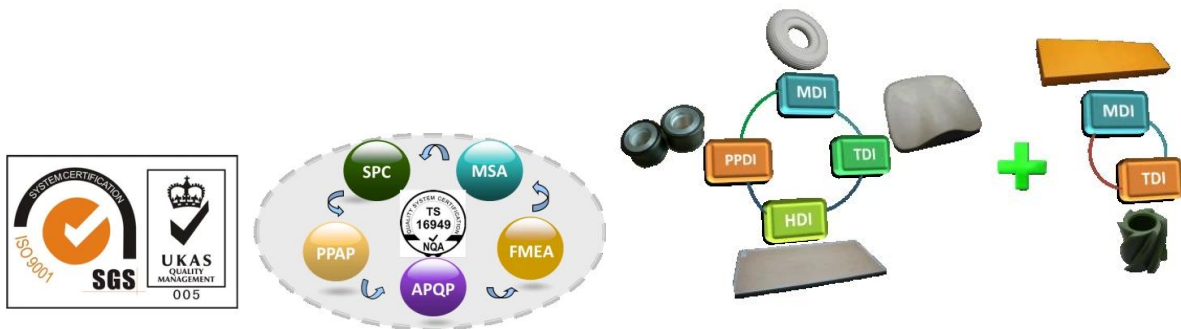 SYSTEM CERTIFICATION
ISO 9001
SGS
UKAS
QUALITY
MANAGEMENT
005
SPC
MSA
QUALITY SYSTEM CERTIFICATION
TS
16949
NQA
PPAP
FMEA
APQP
MDI
PPDI
TDI
HDI
MDI
TDI